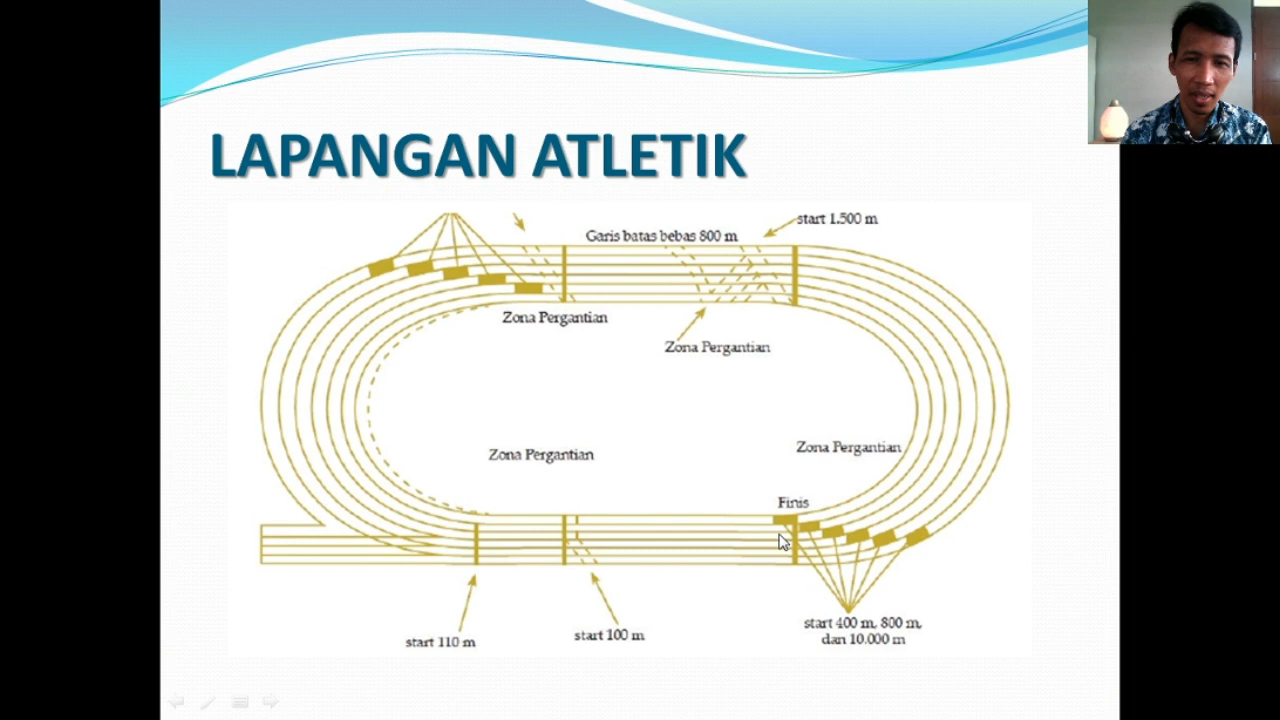 LAPANGAN ATLETIK
start 1.500 m
Garis batas bebas 800 m
Zona Pergantian
Zona Pergantian
Zona Pergantian
Zona Pergantian
Finis
start 110 m
start 100 m
start 400 m, 800 m,
dan 10.000 m